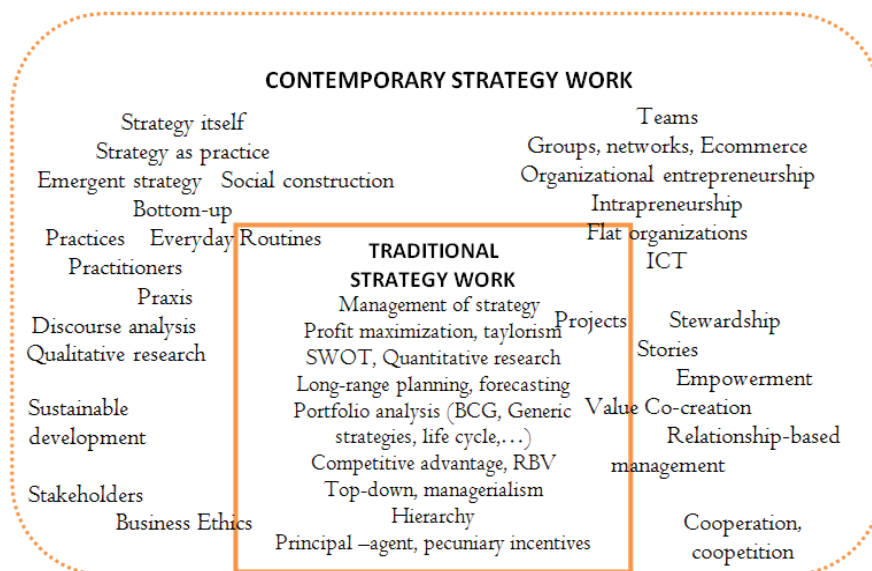 CONTEMPORARY STRATEGY WORK
Strategy itself
Strategy as practice
Emergent strategy Social construction
Bottom-up
Practices Everyday Routines
Practitioners
Praxis
Discourse analysis
Qualitative research
Sustainable
development
Stakeholders
Business Ethics
TRADITIONAL
STRATEGY WORK
Management of strategy
Profit maximization, taylorism
SWOT, Quantitative research
Long-range planning, forecasting
Portfolio analysis (BCG, Generic
strategies, life cycle,…)
Competitive advantage, RBV
Top-down, managerialism
Hierarchy
Principal –agent, pecuniary incentives
Teams
Groups, networks, Ecommerce
Organizational entrepreneurship
Intrapreneurship
Flat organizations
ICT
Projects Stewardship
Stories
Empowerment
Value Co-creation
Relationship-based
management
Cooperation,
coopetition